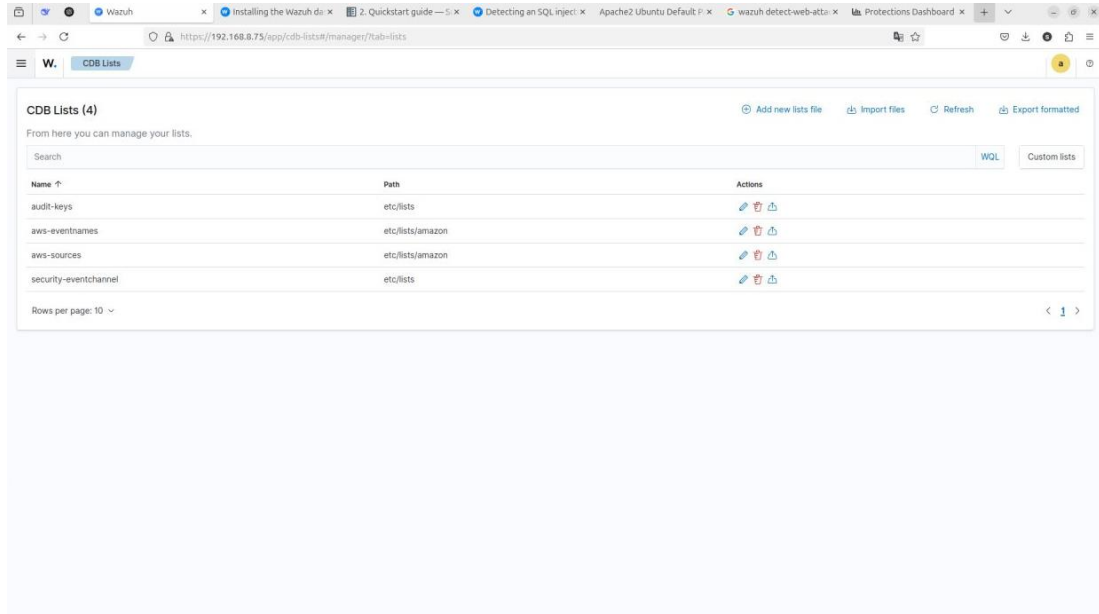 Wazuh
Installing the Wazuh da
2. Quickstart guide — S
Detecting an SQL inject
Apache2 Ubuntu Default P
wazuh detect-web-atta
Protections Dashboard
https://192.168.8.75/app/cdb-lists#/manager/?tab=lists
W.
CDB Lists
a
CDB Lists (4)
Add new lists file
Import files
Refresh
Export formatted
From here you can manage your lists.
Search
WQL
Custom lists
Name
Path
Actions
audit-keys
etc/lists
aws-eventnames
etc/lists/amazon
aws-sources
etc/lists/amazon
security-eventchannel
etc/lists
Rows per page: 10
1